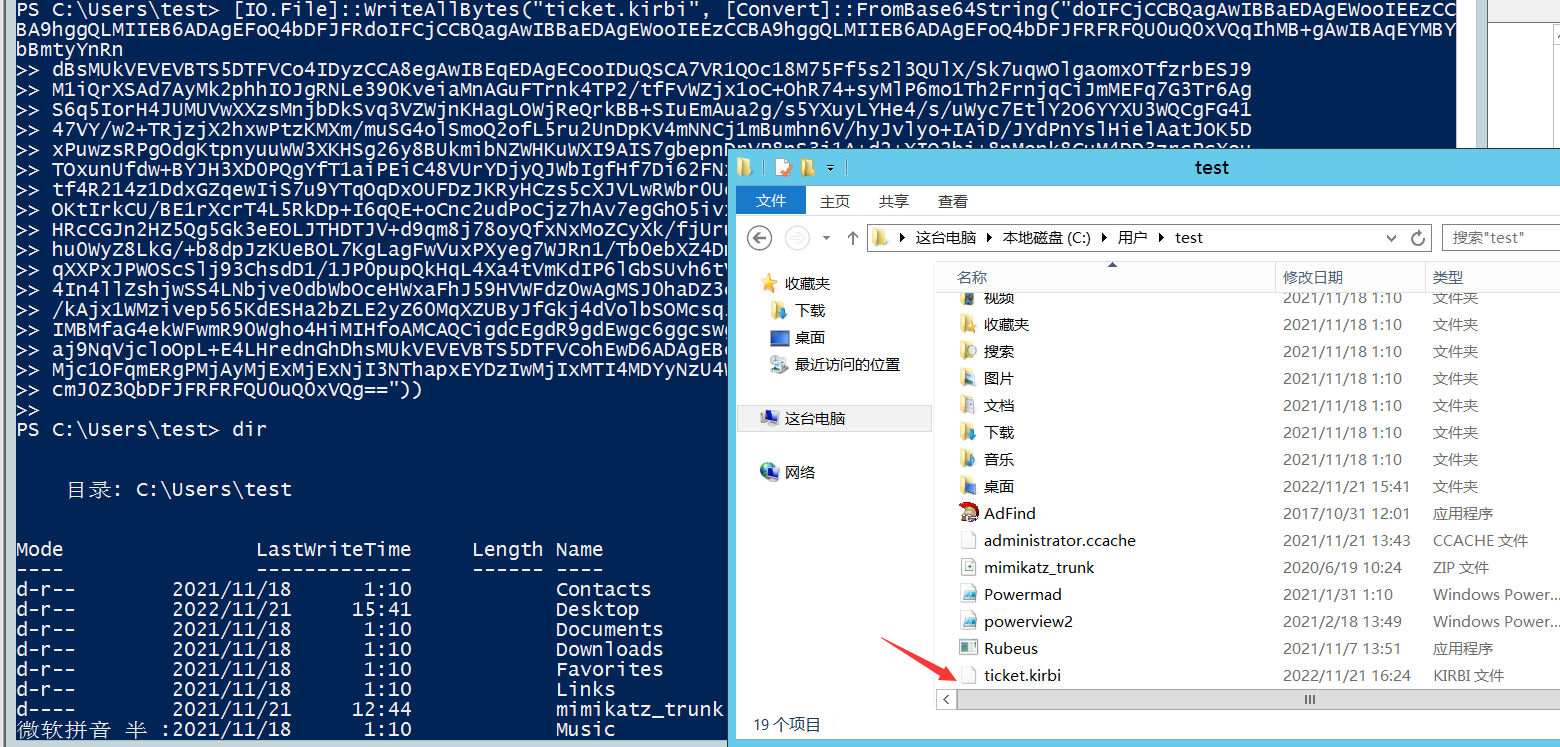 PS C:\Users\test> [IO.File]::WriteAllBytes("ticket.kirbi", [Convert]::FromBase64String("doIFCjCCBQagAwIBBaEDAgEWooIEEzCC
BA9hggQLMIIEB6ADAgEFoQ4bDFJFRdoIFCjCCBQagAwIBBaEDAgEWooIEEzCCBA9hggQLMIIEB6ADAgEFoQ4bDFJFRFRFQU0uQ0xVQqIhMB+gAwIBAqEYMBY
bBmtyYnRn
>> dBsMUkVEVEVBTS5DTFVCo4IDyzCCA8egAwIBEqEDAgECooIDuQSCA7VR1QOc18M75Ff5s2l3QUlX/Sk7uqwOlgaomxOTfzrbESJ9
>> M1iQrXSAd7AyMk2phhIOJgRNLe390KveiaMnAGuFTrnk4TP2/tfFvWZjx1oC+OhR74+syMlP6mo1Th2FrnjqCiJmMEFq7G3Tr6Ag
>> S6q5IorH4JUMUVwXXzsMnjbDkSvq3VZWjnKHagLOWjReQrkBB+SIuEmAua2g/s5YXuyLYHe4/s/uWyc7EtlY2O6YYXU3WQCgFG41
>> 47VY/w2+TRjzjX2hxwPtzKMXm/muSG4olSmoQ2ofL5ru2UnDpKV4mNNCj1mBumhn6V/hyJvlyo+IAiD/JYdPnYslHielAatJOK5D
>> xPuwzsRPgOdgKtpnyuuWW3XKHSg26y8BUkmibNZWHKuWXI9AIS7gbepn
>> TOxunUfdw+BYJH3XD0PQgYfT1aiPEiC48VUrYDjyQJWbIgfHf7Di62FN
>> tf4R214z1DdxGZqewIiS7u9YTqOqDxOUFDzJKRyHCzs5cXJVLwRWbr0U
>> OKtIrkCU/BE1rXcrT4L5RkDp+I6qQE+oCnc2udPoCjz7hAv7egGhO5iv
>> HRcCGJn2HZ5Qg5Gk3eEOLJTHDTJV+d9qm8j78oyQfxNxMoZCyXk/fjUr
>> hu0WyZ8LkG/+b8dpJzKUeBOL7KgLagFwVuxPXyeg7WJRn1/Tb0ebXZ4D
>> qXXPxJPWOScSlj93ChsdD1/1JP0pupQkHqL4Xa4tVmKdIP6lGbSUvh6t
>> 4In4llZshjwSS4LNbjve0dbWbOceHWxaFhJ59HVWFdzOwAgMSJOhaDZ3
>> /kAjx1WMzivep565KdESHa2bZLE2yZ6OMqXZUByJfGkj4dVolbSOMcsq
>> IMBMfaG4ekWFwmR90Wgho4HiMIHfoAMCAQCigdcEgdR9gdEwgc6ggcsw
>> aj9NqVjcloOpL+E4LHrednGhDhsMUkVEVEVBTS5DTFVCohEwD6ADAgEB
>> Mjc1OFqmERgPMjAyMjExMjExNjI3NThapxEYDzIwMjIxMTI4MDYyNzU4W
>> cmJ0Z3QbDFJFRFRFQU0uQ0xVQg=="))
>>
PS C:\Users\test> dir
目录: C:\Users\test
Mode LastWriteTime Length Name
---- ------------- ------ ----
d-r-- 2021/11/18 1:10 Contacts
d-r-- 2022/11/21 15:41 Desktop
d-r-- 2021/11/18 1:10 Documents
d-r-- 2021/11/18 1:10 Downloads
d-r-- 2021/11/18 1:10 Favorites
d-r-- 2021/11/18 1:10 Links
d---- 2021/11/21 12:44 mimikatz_trunk
微软拼音 半 :2021/11/18 1:10 Music
test
文件 主页 共享 查看
这台电脑 本地磁盘 (C:) 用户 test
搜索"test"
收藏夹
下载
桌面
最近访问的位置
这台电脑
网络
名称 修改日期 类型
视频 2021/11/18 1:10 文件夹
收藏夹 2021/11/18 1:10 文件夹
搜索 2021/11/18 1:10 文件夹
图片 2021/11/18 1:10 文件夹
文档 2021/11/18 1:10 文件夹
下载 2021/11/18 1:10 文件夹
音乐 2021/11/18 1:10 文件夹
桌面 2022/11/21 15:41 文件夹
AdFind 2017/10/31 12:01 应用程序
administrator.ccache 2021/11/21 13:43 CCACHE 文件
mimikatz_trunk 2020/6/19 10:24 ZIP 文件
Powermad 2021/1/31 1:10 Windows Power...
powerview2 2021/2/18 13:49 Windows Power...
Rubeus 2021/11/7 13:51 应用程序
ticket.kirbi 2022/11/21 16:24 KIRBI 文件
19 个项目